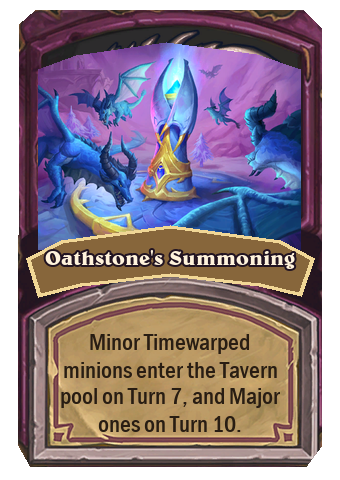 Oathstone's Summoning
Minor Timewarped
minions enter the Tavern
pool on Turn 7, and Major
ones on Turn 10.